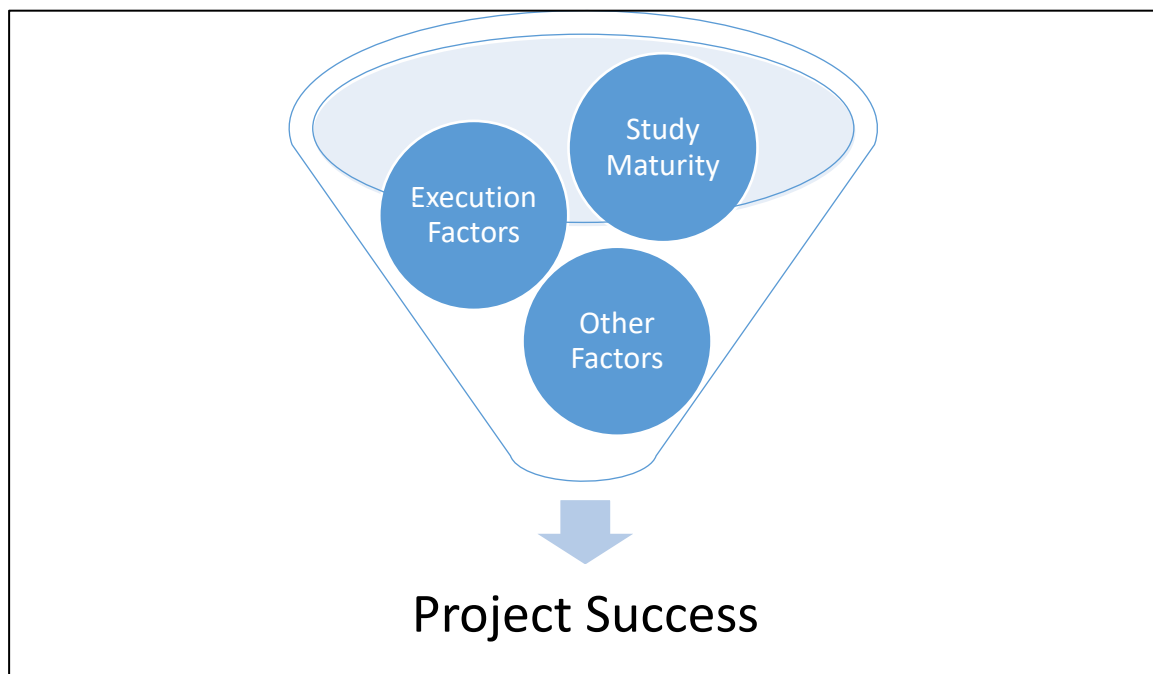 Study
Maturity
Execution
Factors
Other
Factors
Project Success